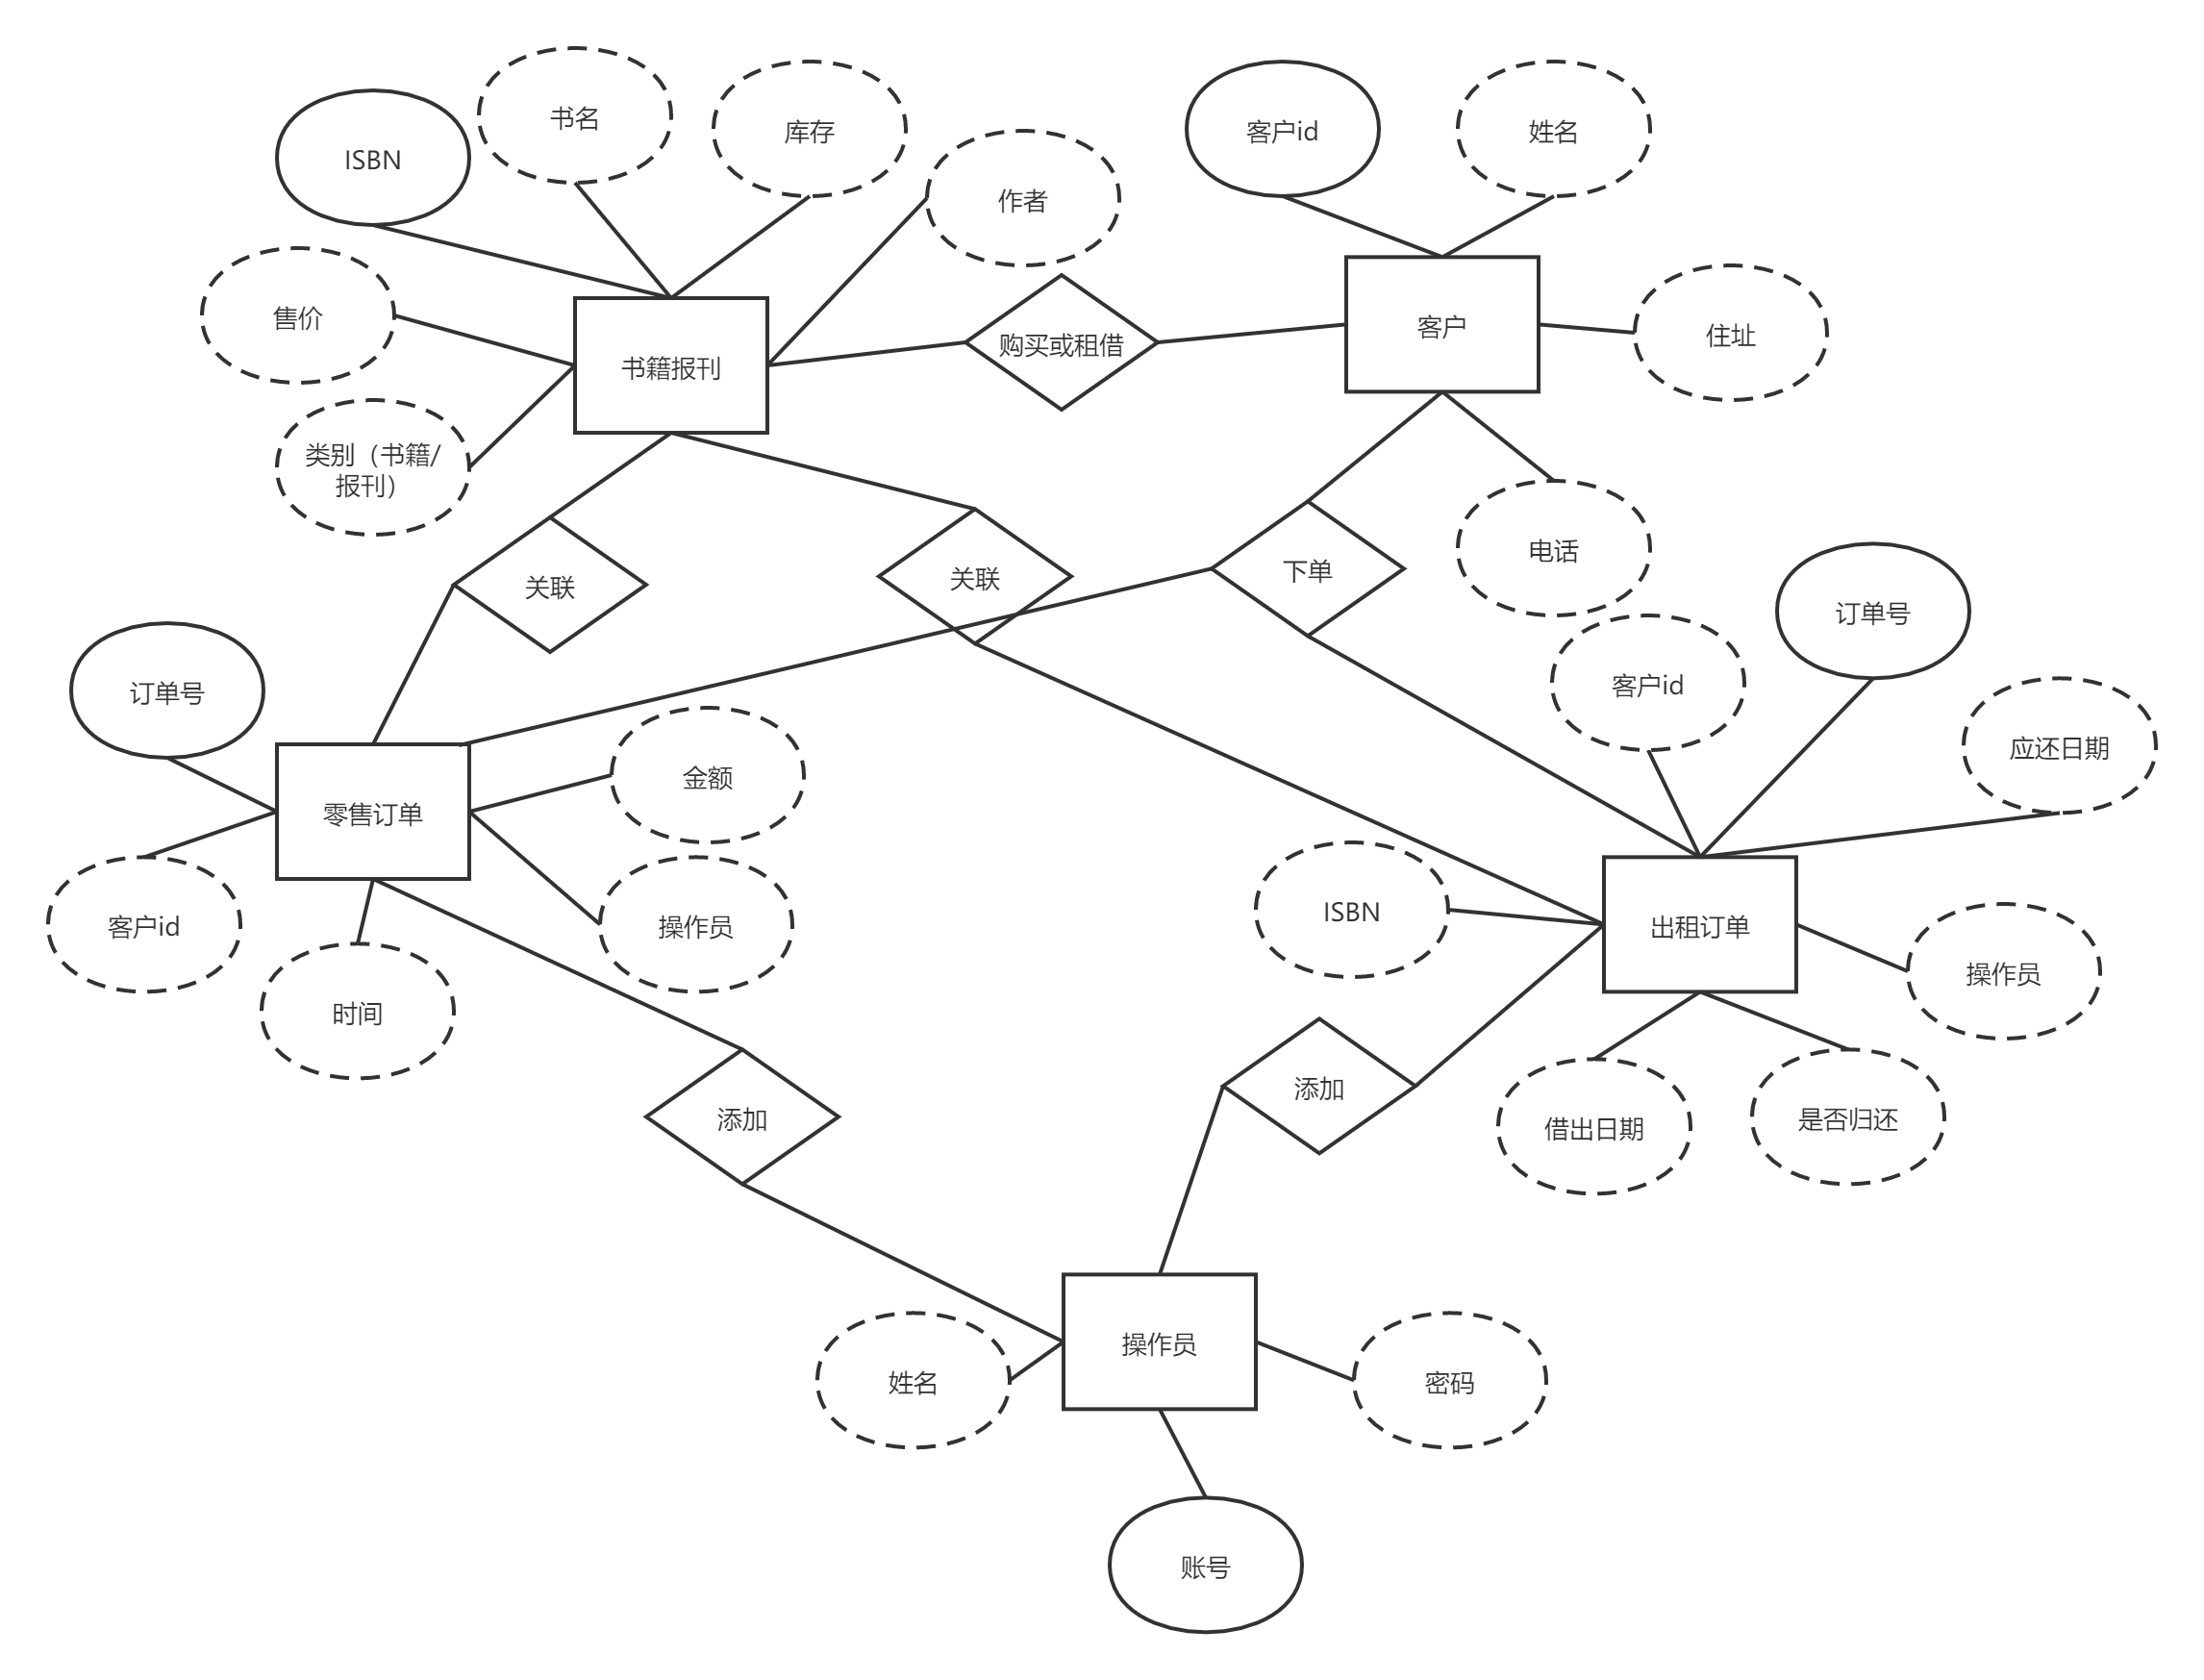 书名
库存
客户id
姓名
ISBN
作者
售价
客户
住址
购买或租借
书籍报刊
类别（书籍/
报刊）
电话
下单
关联
关联
订单号
客户id
订单号
应还日期
金额
零售订单
ISBN
客户id
操作员
出租订单
操作员
时间
添加
添加
借出日期
是否归还
操作员
姓名
密码
账号